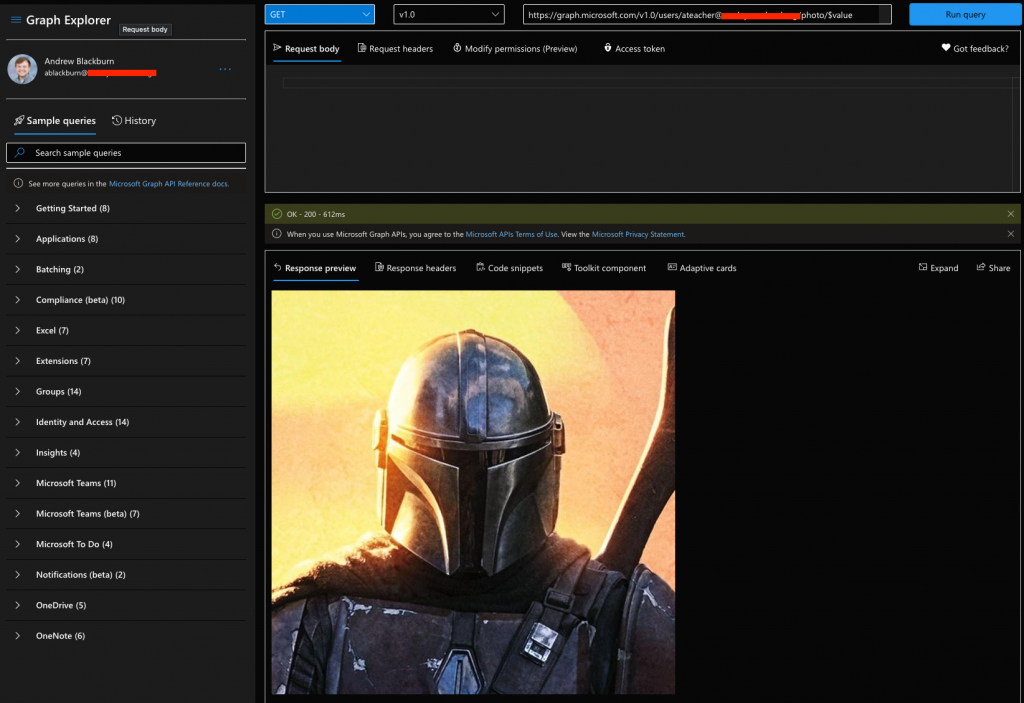 Graph Explorer
Request body
Andrew Blackburn
ablackburn@
Sample queries
History
Search sample queries
See more queries in the Microsoft Graph API Reference docs.
Getting Started (8)
Applications (8)
Batching (2)
Compliance (beta) (10)
Excel (7)
Extensions (7)
Groups (14)
Identity and Access (14)
Insights (4)
Microsoft Teams (11)
Microsoft Teams (beta) (7)
Microsoft To Do (4)
Notifications (beta) (2)
OneDrive (5)
OneNote (6)
GET
v1.0
https://graph.microsoft.com/v1.0/users/ateacher@ /photo/$value
Run query
Request body
Request headers
Modify permissions (Preview)
Access token
Got feedback?
OK - 200 - 612ms
When you use Microsoft Graph APIs, you agree to the Microsoft APIs Terms of Use. View the Microsoft Privacy Statement.
Response preview
Response headers
Code snippets
Toolkit component
Adaptive cards
Expand
Share